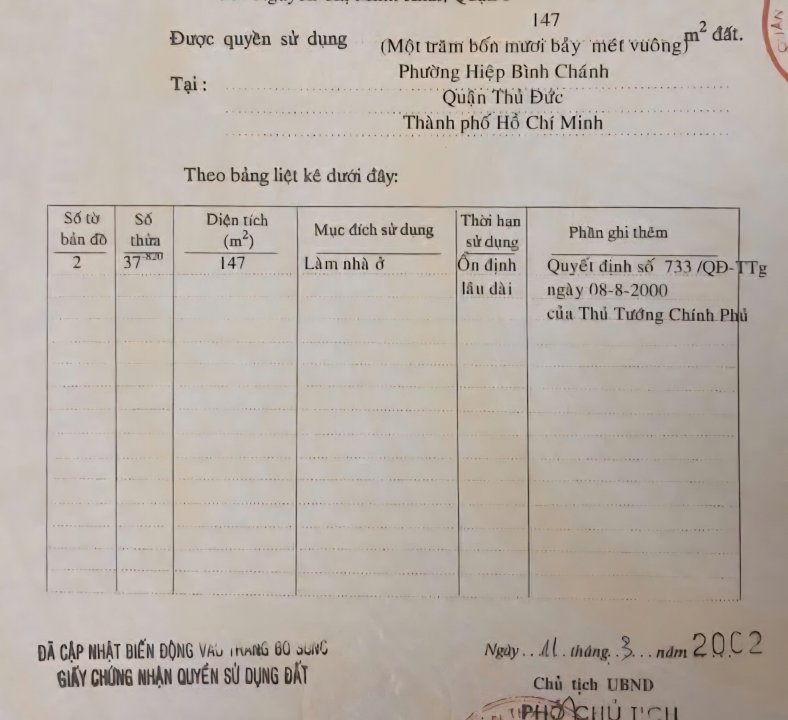 147
Được quyền sử dụng (Một trăm bốn mươi bảy mét vuông) m² đất.
Tại : Phường Hiệp Bình Chánh
Quận Thủ Đức
Thành phố Hồ Chí Minh
Theo bảng liệt kê dưới đây:
Số tờ bản đồ
Số thửa
Diện tích (m²)
Mục đích sử dụng
Thời hạn sử dụng
Phần ghi thêm
2 37-820 147 Làm nhà ở Ổn định Quyết định số 733 /QĐ-TTg
lâu dài ngày 08-8-2000
của Thủ Tướng Chính Phủ
ĐÃ CẬP NHẬT BIẾN ĐỘNG VÀO TRANG BỔ SUNG
GIẤY CHỨNG NHẬN QUYỀN SỬ DỤNG ĐẤT
Ngày 11 tháng 3 năm 2002
Chủ tịch UBND
PHÓ CHỦ TỊCH